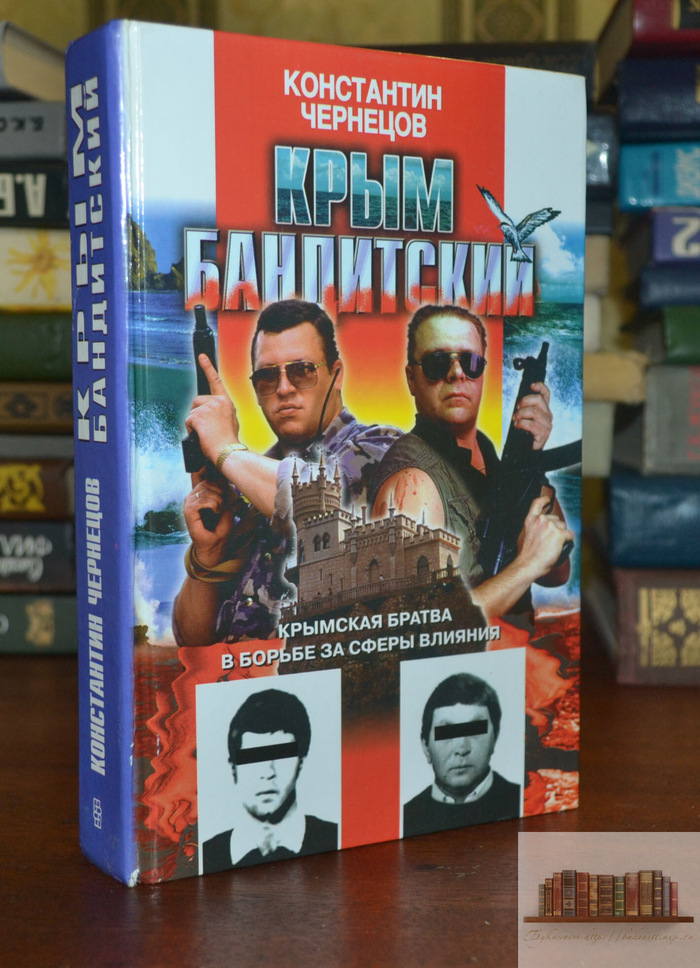 КОНСТАНТИН
ЧЕРНЕЦОВ
КРЫМ
БАНДИТСКИЙ
КРЫМСКАЯ БРАТВА
В БОРЬБЕ ЗА СФЕРЫ ВЛИЯНИЯ
КОНСТАНТИН ЧЕРНЕЦОВ
КРЫМ
БАНДИТСКИЙ